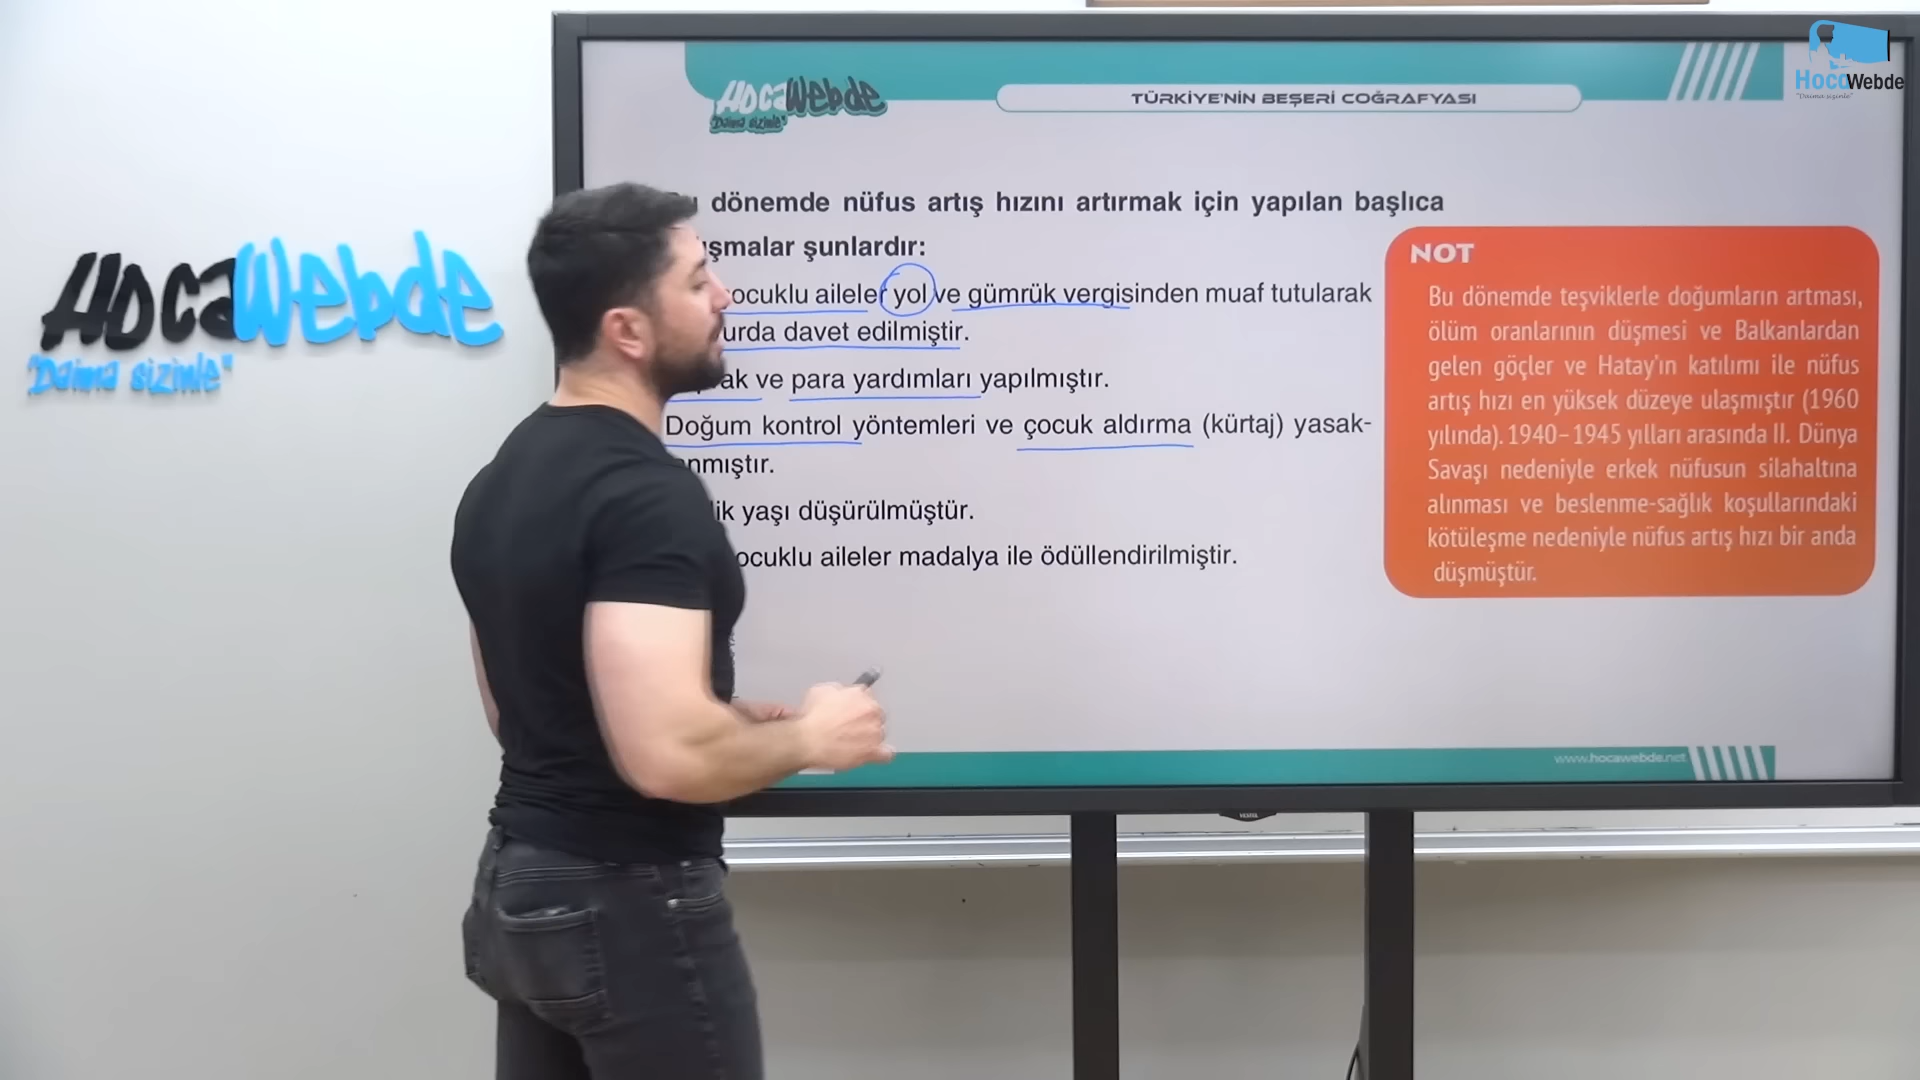 HocaWebde
"Daima sizinle"
HocaWebde
"Daima sizinle"
TÜRKİYE'NİN BEŞERİ COĞRAFYASI
HocaWebde
"Daima sizinle"
dönemde nüfus artış hızını artırmak için yapılan başlıca
şmalar şunlardır:
ocuklu aileler yol ve gümrük vergisinden muaf tutularak
urda davet edilmiştir.
ak ve para yardımları yapılmıştır.
Doğum kontrol yöntemleri ve çocuk aldırma (kürtaj) yasak-
nmıştır.
lik yaşı düşürülmüştür.
ocuklu aileler madalya ile ödüllendirilmiştir.
NOT
Bu dönemde teşviklerle doğumların artması,
ölüm oranlarının düşmesi ve Balkanlardan
gelen göçler ve Hatay'ın katılımı ile nüfus
artış hızı en yüksek düzeye ulaşmıştır (1960
yılında). 1940–1945 yılları arasında II. Dünya
Savaşı nedeniyle erkek nüfusun silahaltına
alınması ve beslenme-sağlık koşullarındaki
kötüleşme nedeniyle nüfus artış hızı bir anda
düşmüştür.
www.hocawebde.net